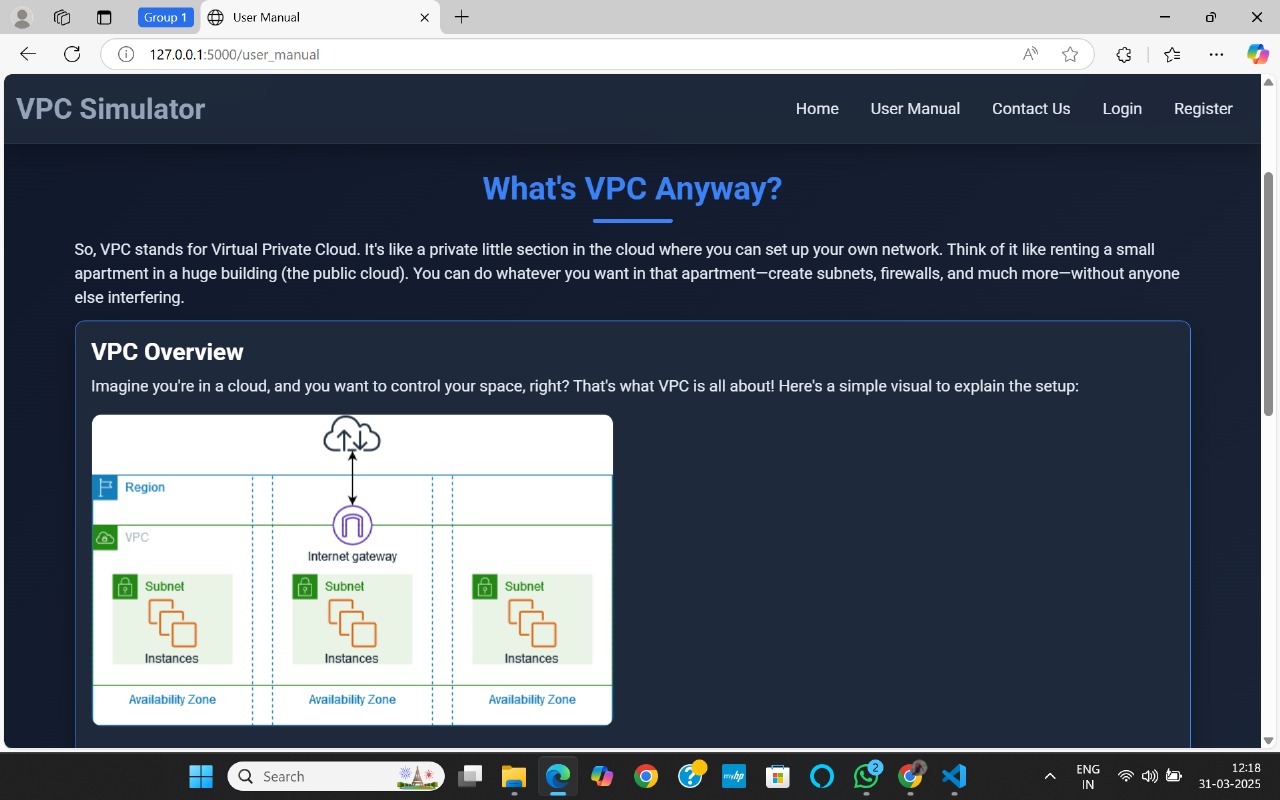 Group 1
User Manual
127.0.0.1:5000/user_manual
VPC Simulator
Home
User Manual
Contact Us
Login
Register
What's VPC Anyway?
So, VPC stands for Virtual Private Cloud. It's like a private little section in the cloud where you can set up your own network. Think of it like renting a small
apartment in a huge building (the public cloud). You can do whatever you want in that apartment—create subnets, firewalls, and much more—without anyone
else interfering.
VPC Overview
Imagine you're in a cloud, and you want to control your space, right? That's what VPC is all about! Here's a simple visual to explain the setup:
Region
VPC
Internet gateway
Subnet
Subnet
Subnet
Instances
Instances
Instances
Availability Zone
Availability Zone
Availability Zone
Search
myhp
2
ENG
IN
12:18
31-03-2025